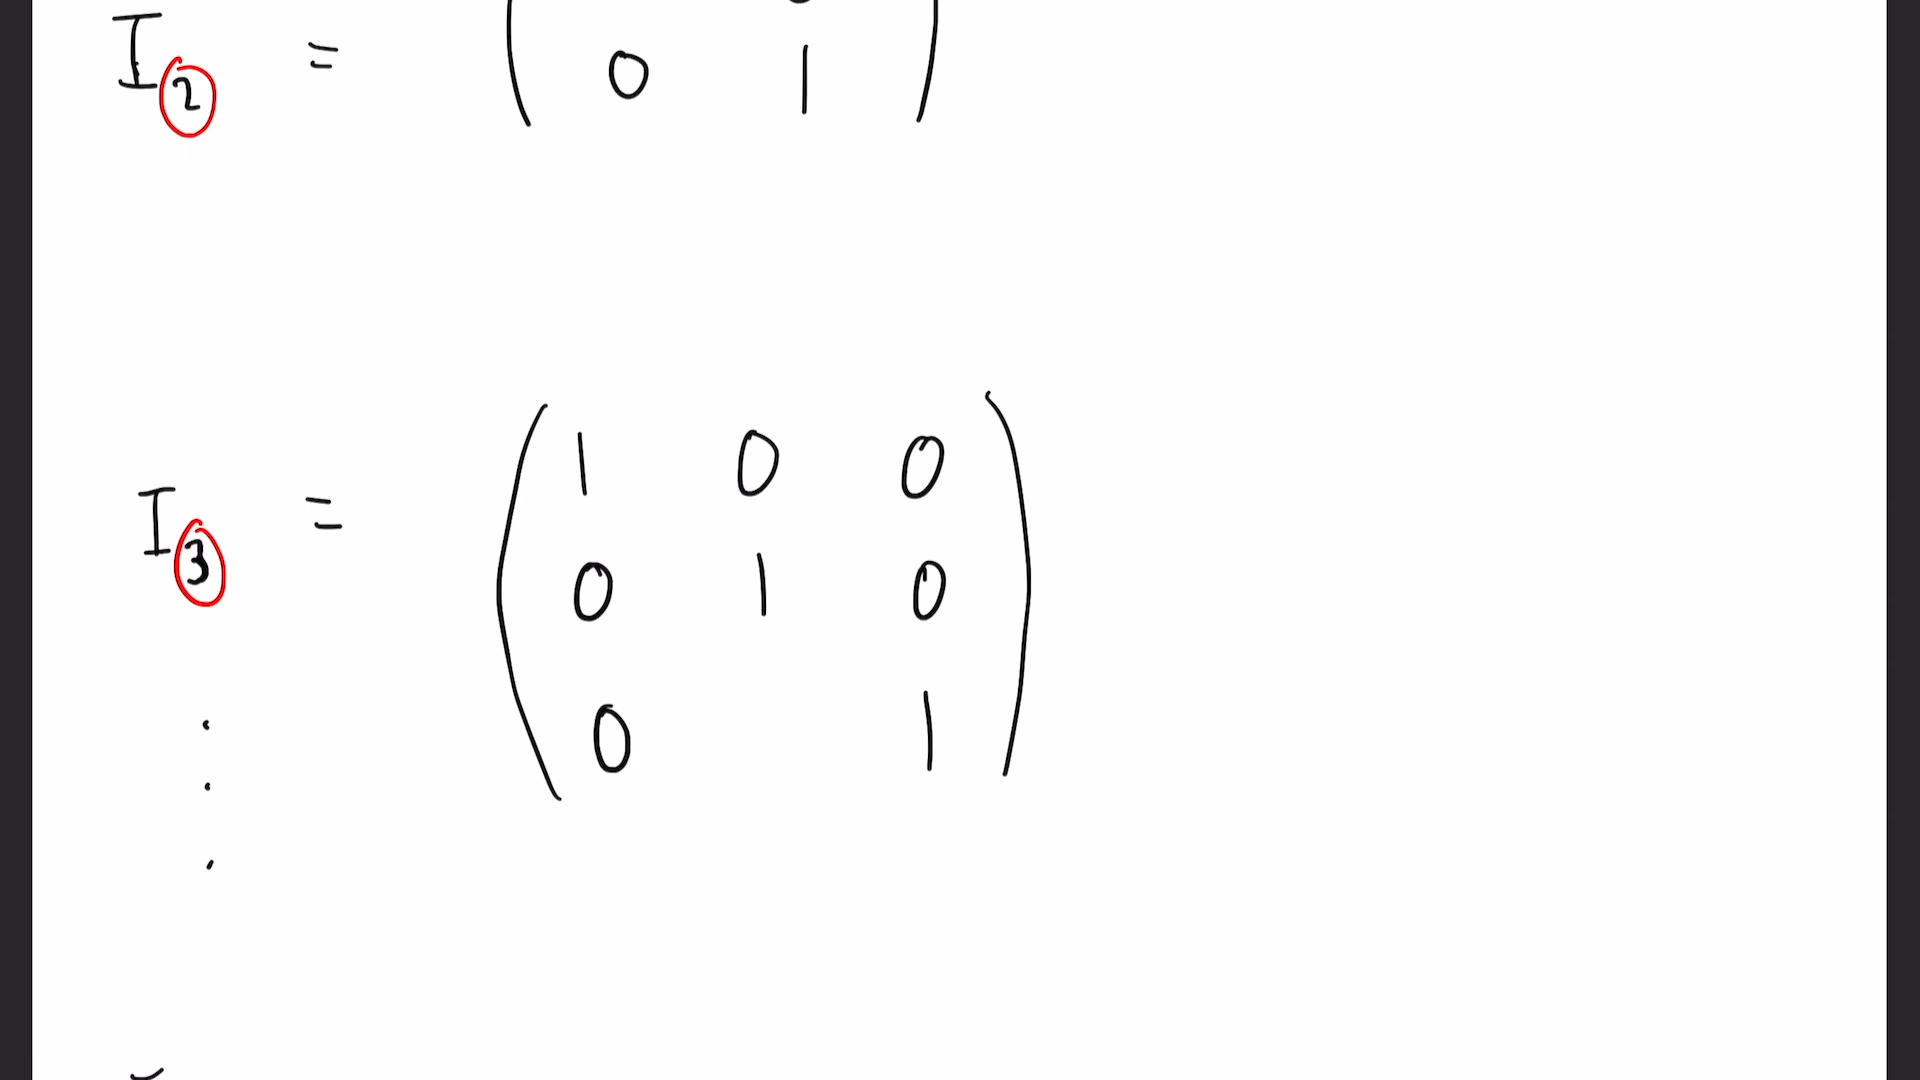 I₂ = ( 0 1 )
I₃ = ( 1 0 0
0 1 0
0 1 )
.
.
.